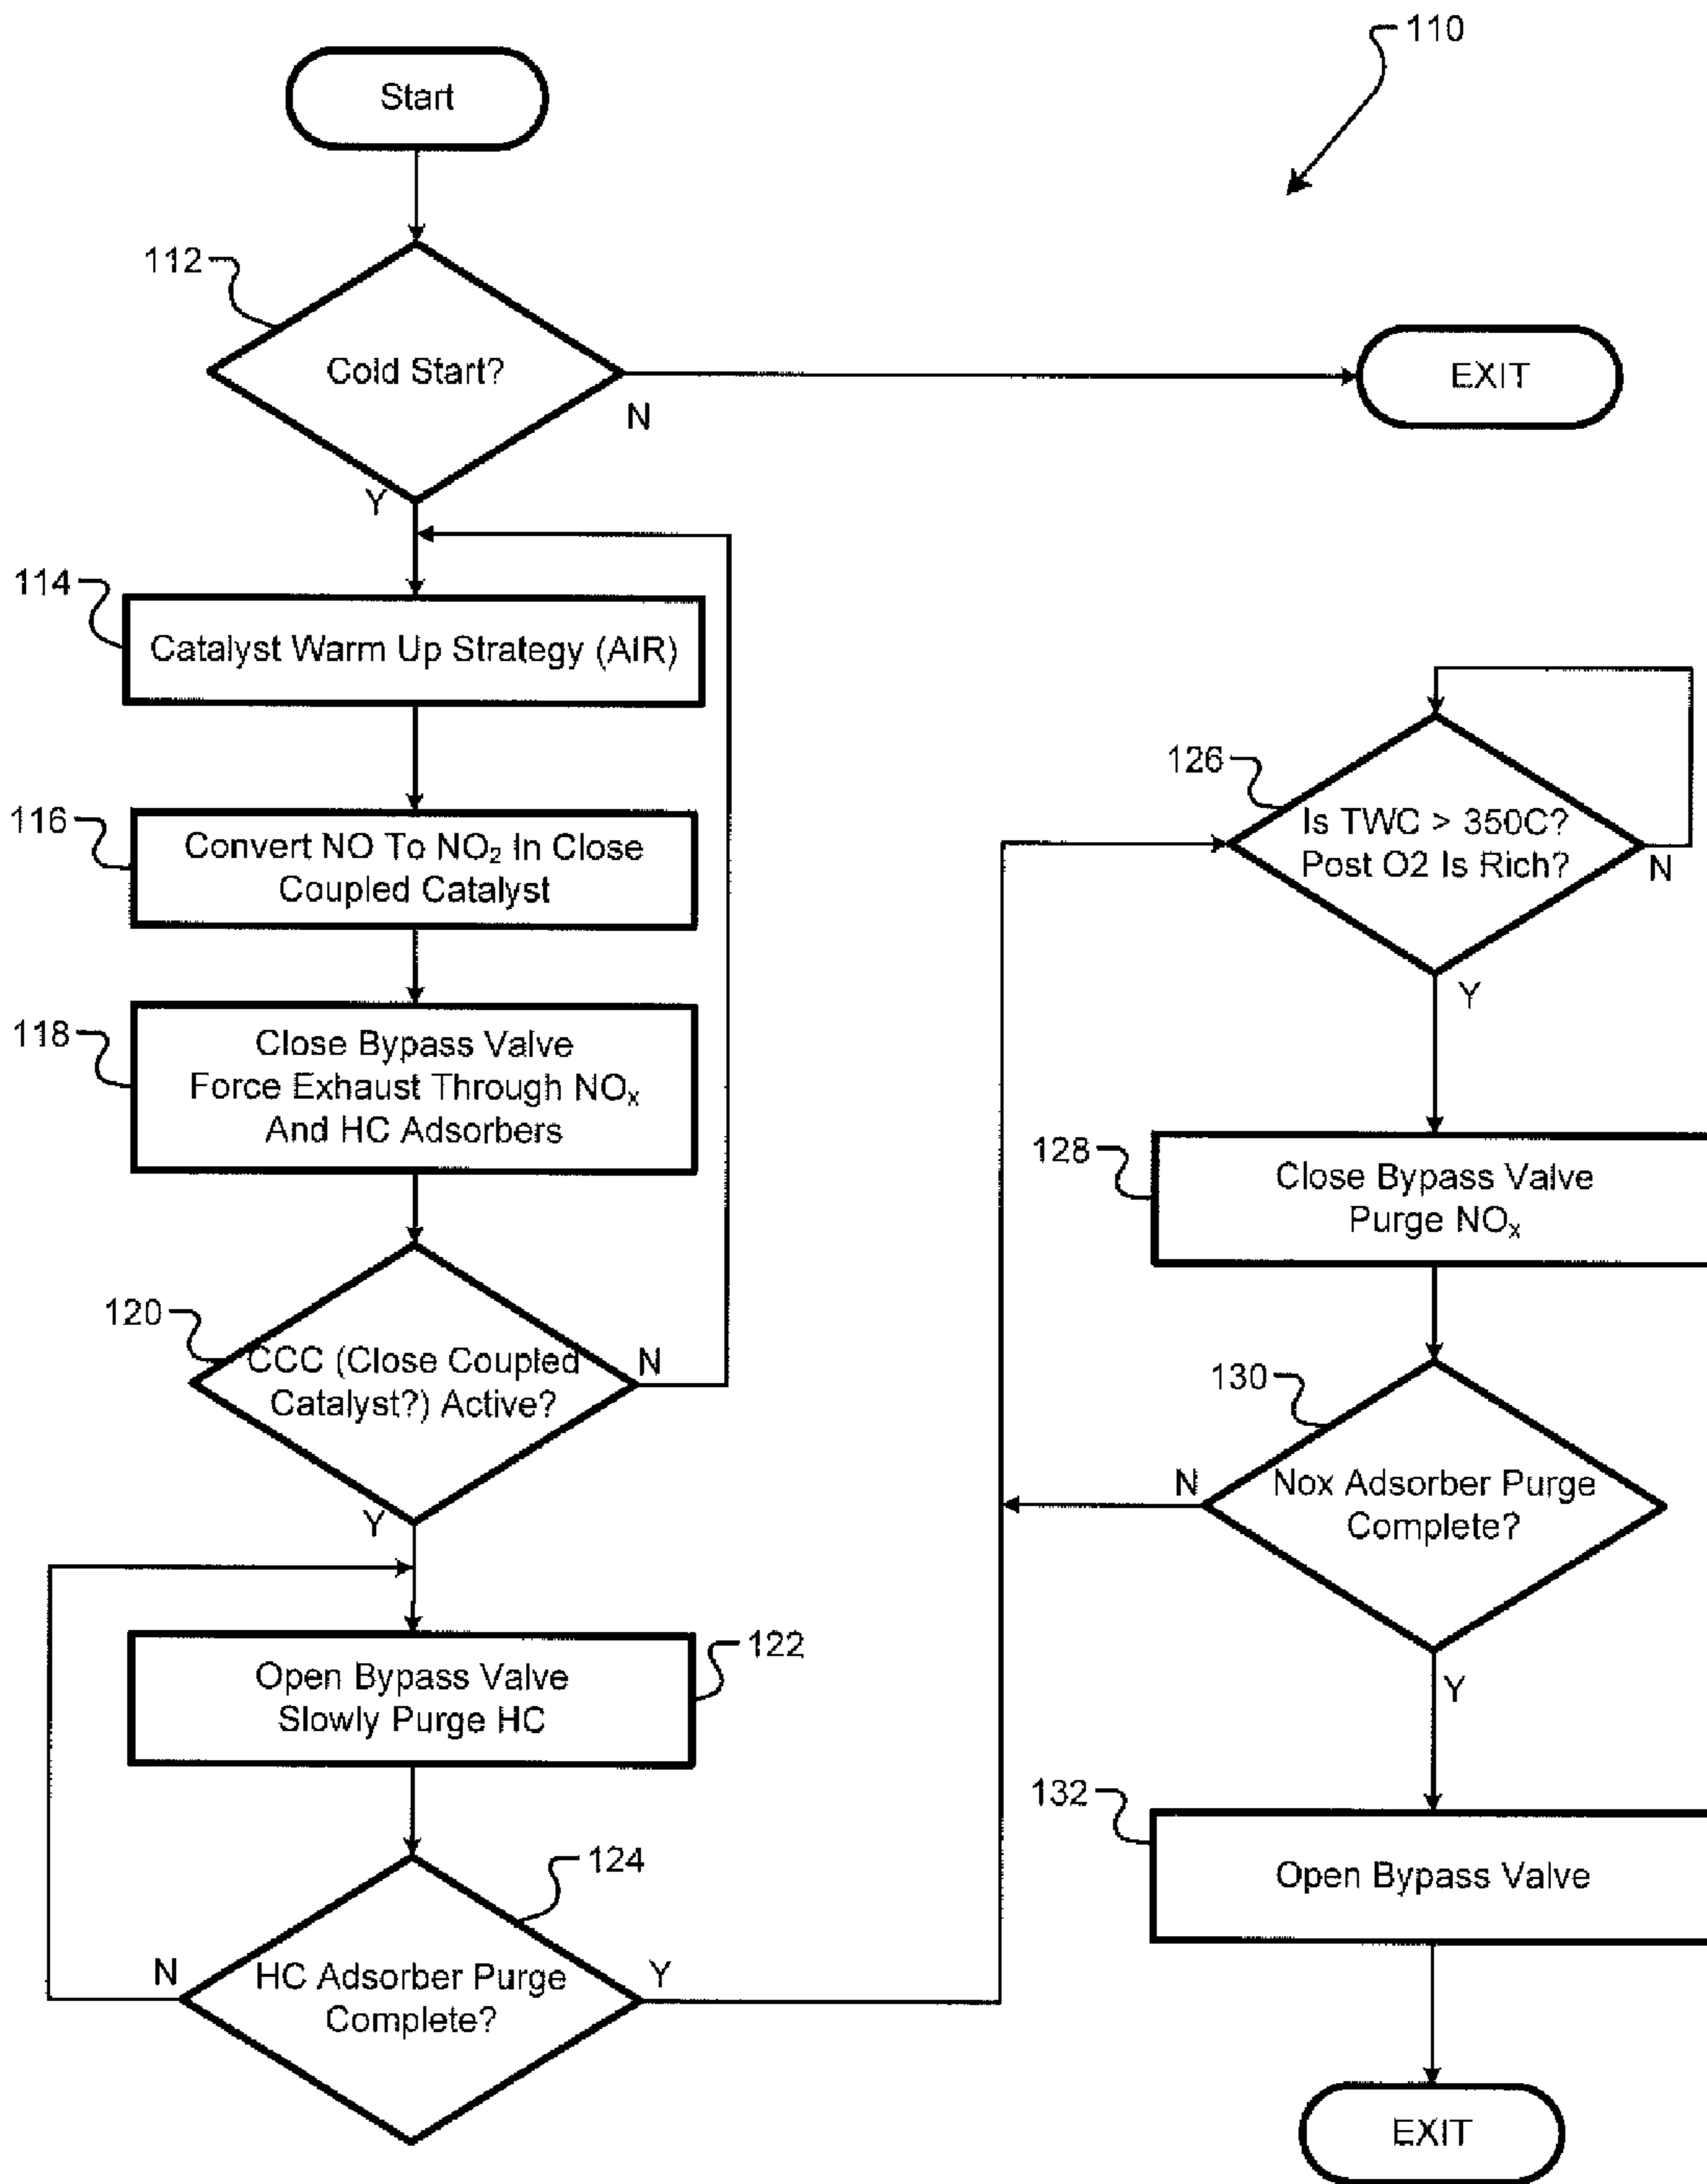 110
Start
112
Cold Start?
N
EXIT
Y
114
Catalyst Warm Up Strategy (AIR)
116
Convert NO To NO₂ In Close
Coupled Catalyst
118
Close Bypass Valve
Force Exhaust Through NOₓ
And HC Adsorbers
120
CCC (Close Coupled
Catalyst?) Active?
N
Y
122
Open Bypass Valve
Slowly Purge HC
124
HC Adsorber Purge
Complete?
N
Y
126
Is TWC > 350C?
Post O2 Is Rich?
N
Y
128
Close Bypass Valve
Purge NOₓ
130
Nox Adsorber Purge
Complete?
N
Y
132
Open Bypass Valve
EXIT